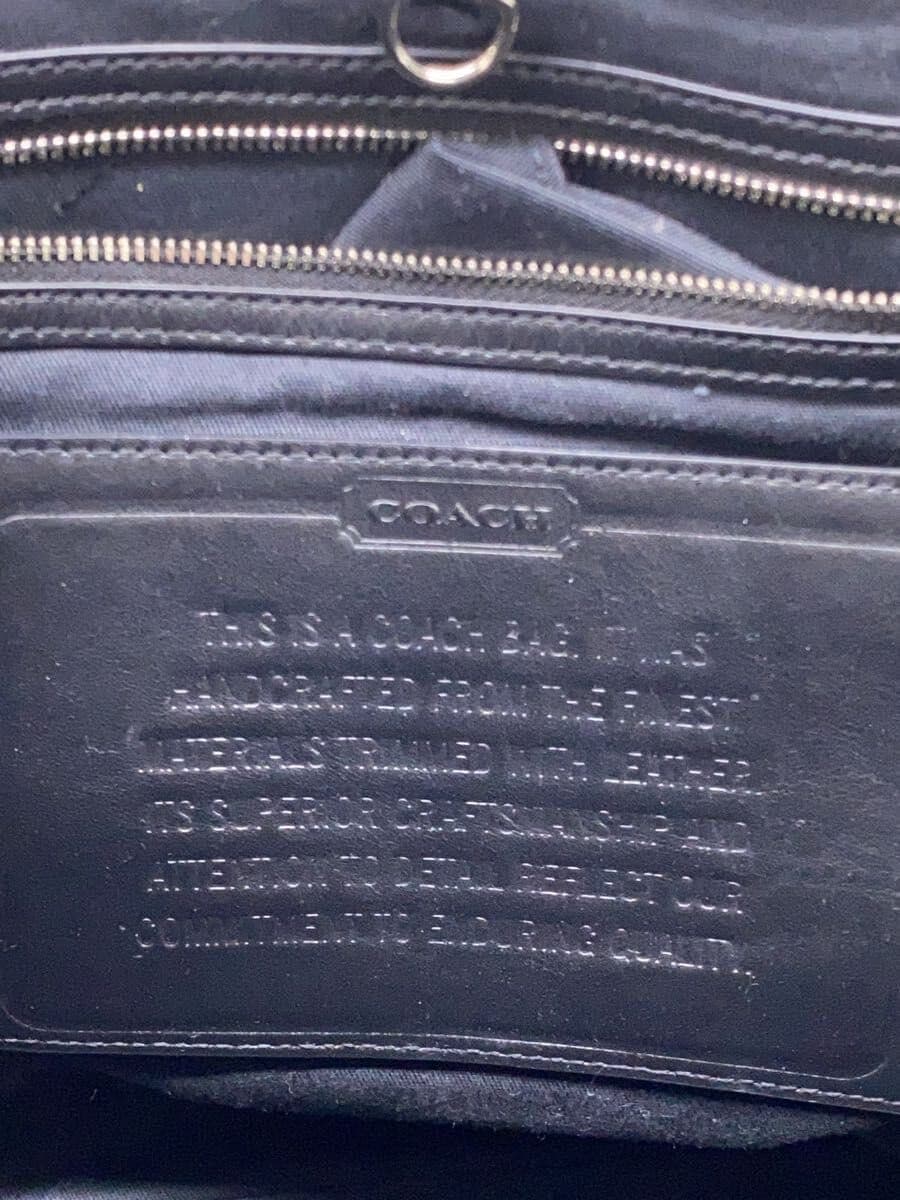 COACH
THIS IS A COACH BAG. IT WAS
HANDCRAFTED FROM THE FINEST
MATERIALS TRIMMED WITH LEATHER.
ITS SUPERIOR CRAFTSMANSHIP AND
ATTENTION TO DETAIL REFLECT OUR
COMMITMENT TO ENDURING QUALITY.